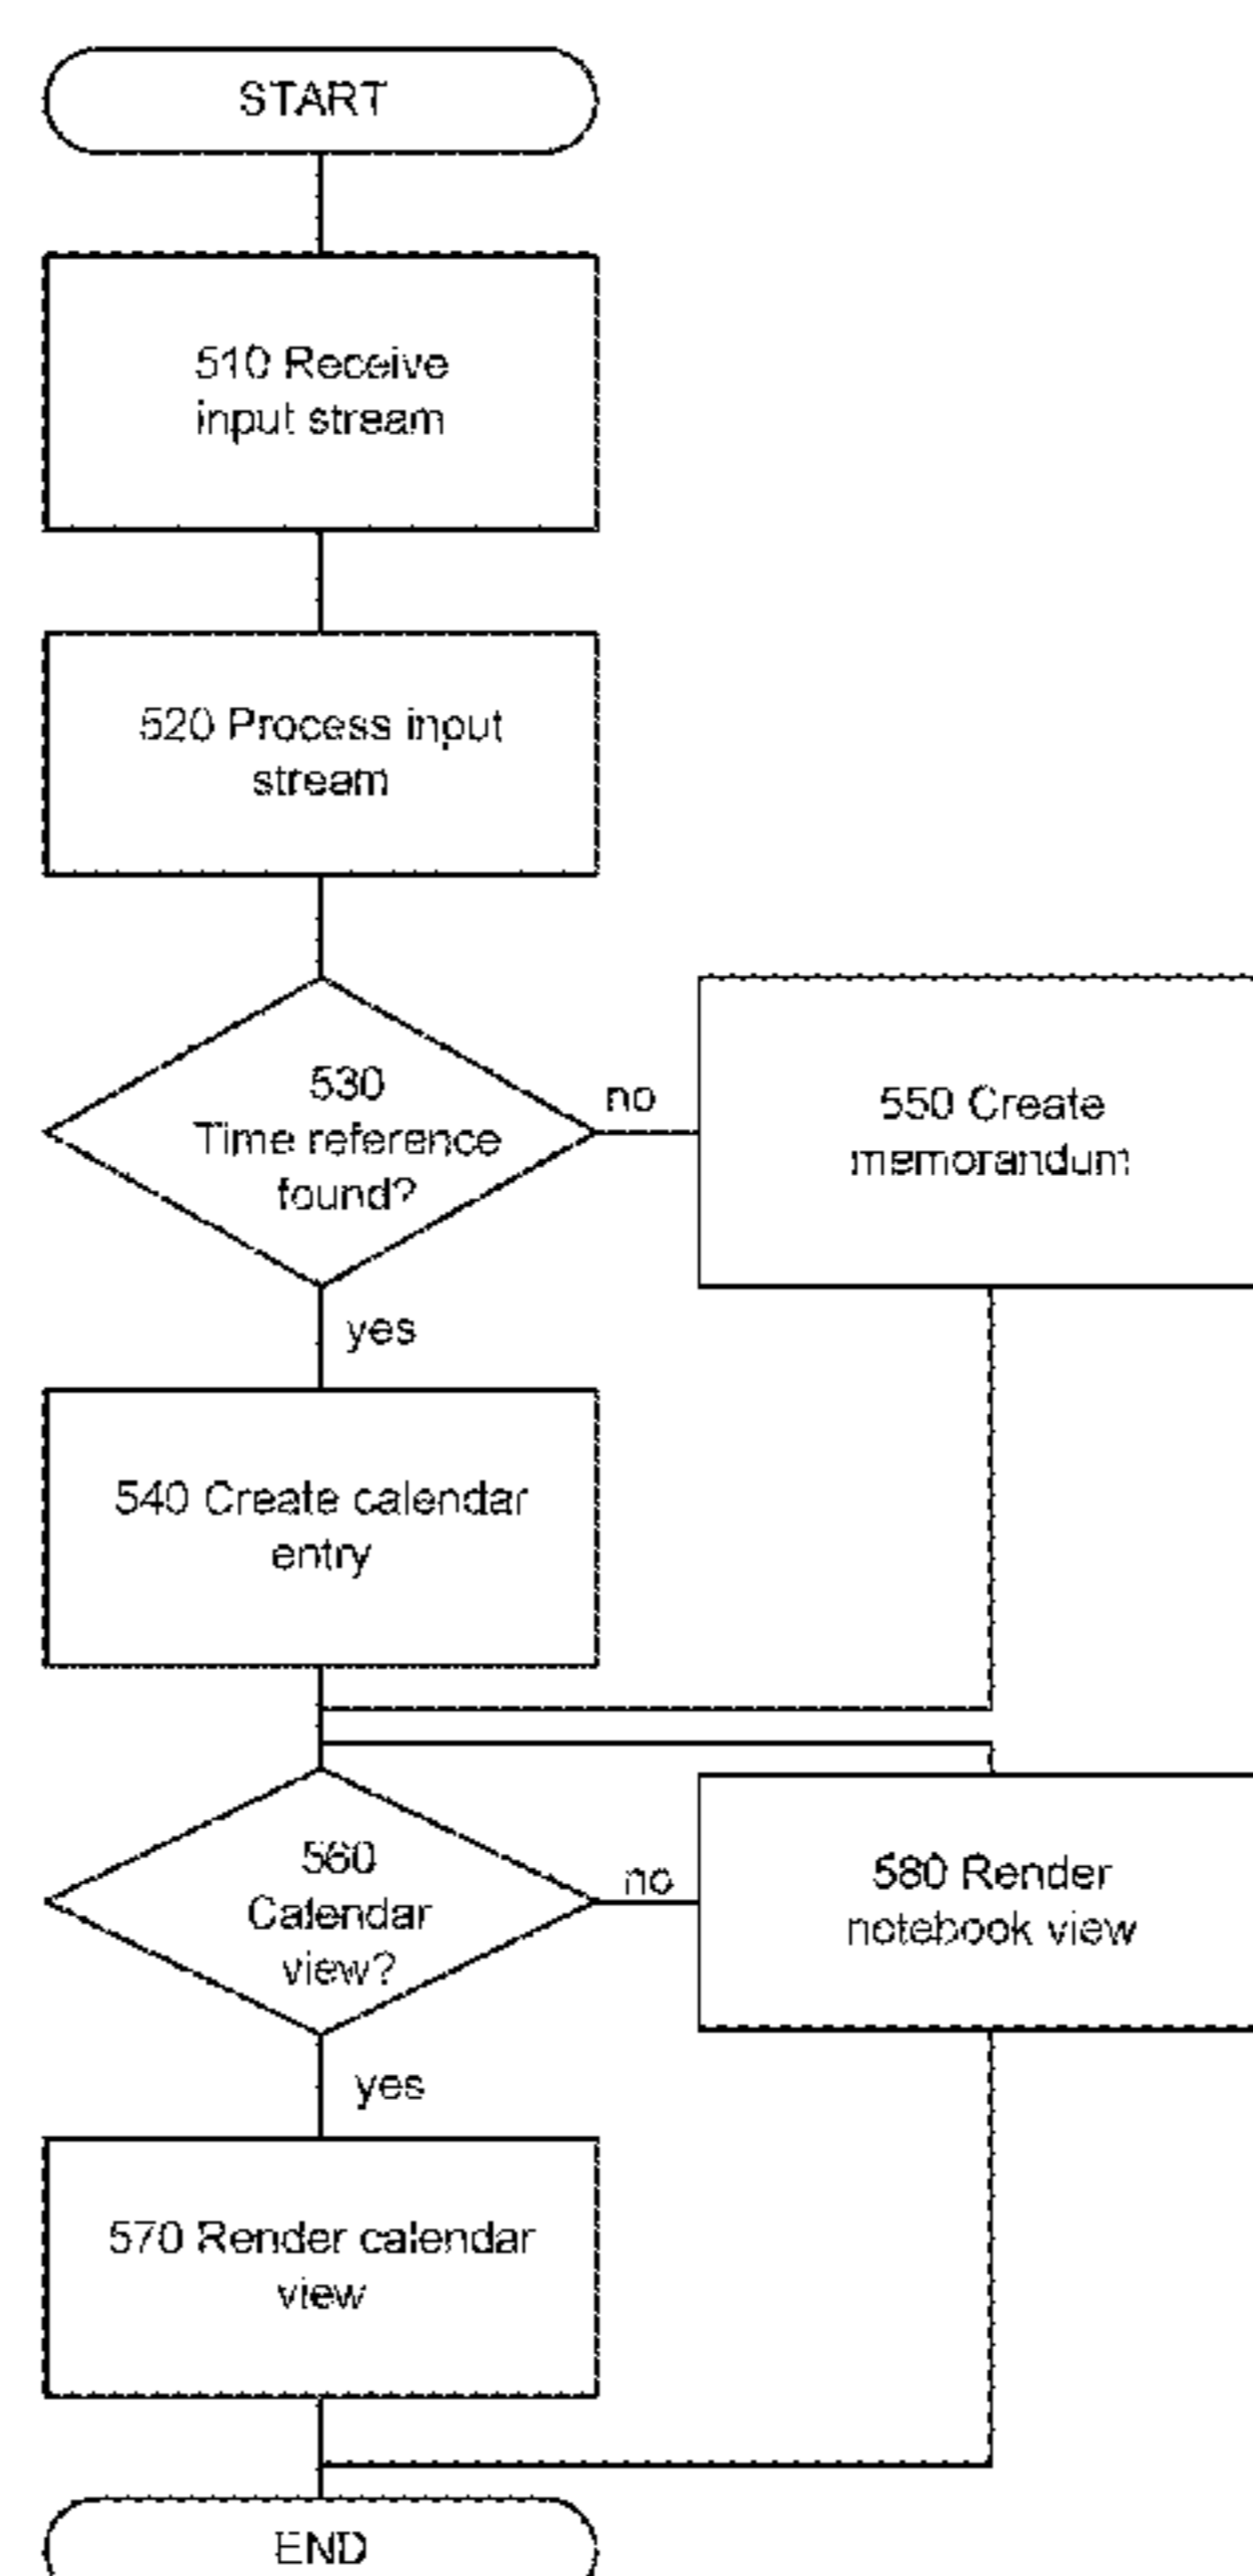 START
510 Receive
input stream
520 Process input
stream
530
Time reference
found?
no
550 Create
memorandum
yes
540 Create calendar
entry
560
Calendar
view?
no
580 Render
notebook view
yes
570 Render calendar
view
END